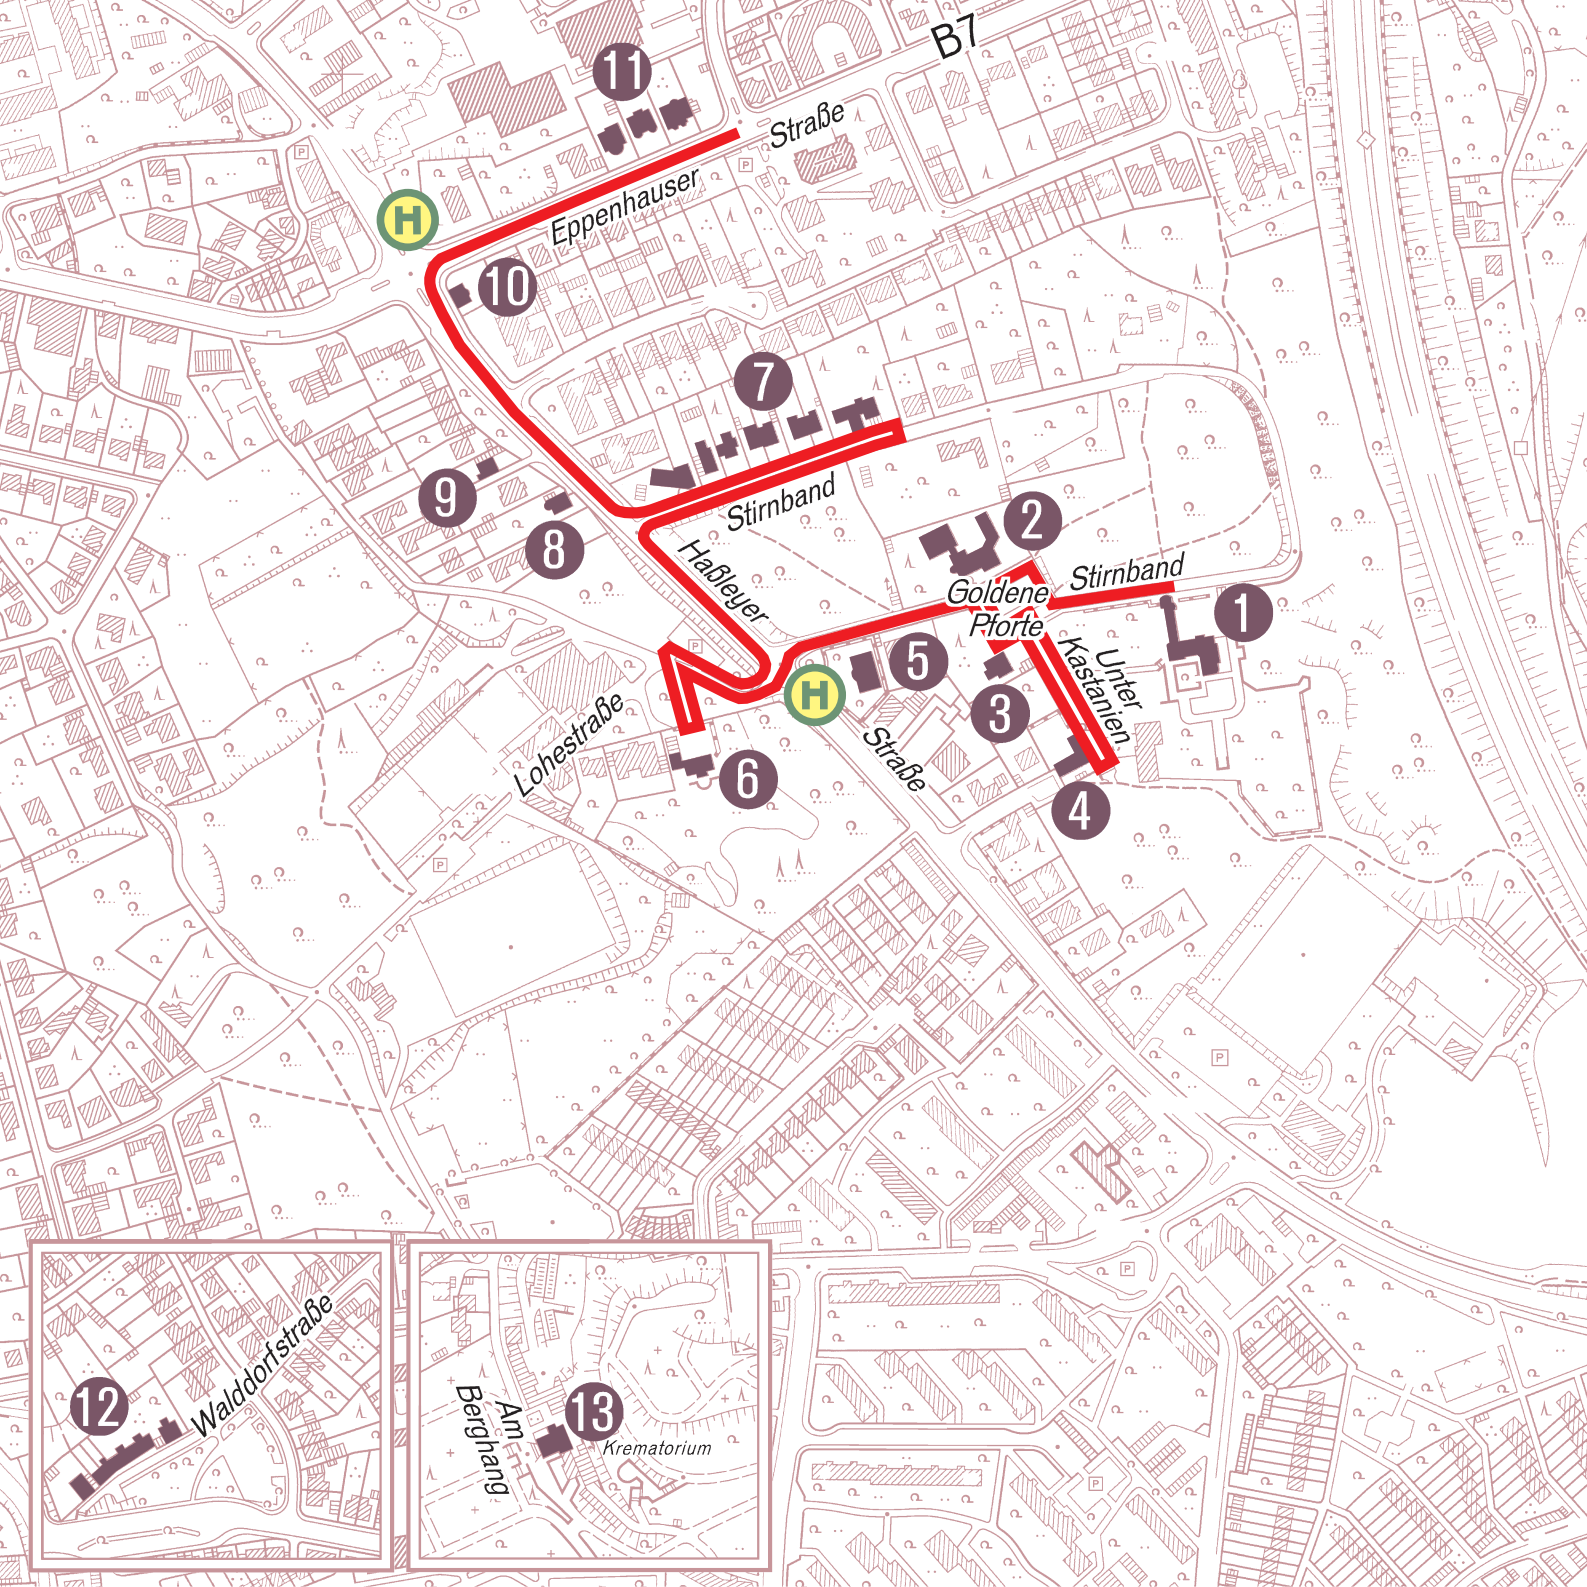 B7
11
Straße
P
P
H
Eppenhauser
10
7
9
Stirnband
8
2
Haßleyer
Stirnband
Goldene
Pforte
1
P
5
Unter
Kastanien
H
3
Lohestraße
Straße
6
4
P
P
P
12
Walddorfstraße
13
Am
Berghang
Krematorium
P